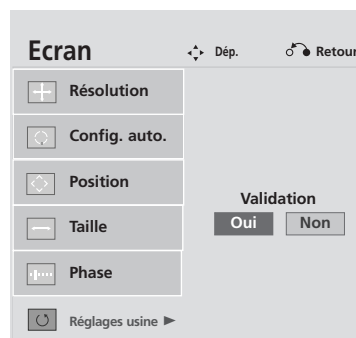 Ecran Dép. Retour
Résolution
Config. auto.
Position
Validation
Taille
Oui Non
Phase
Réglages usine ►